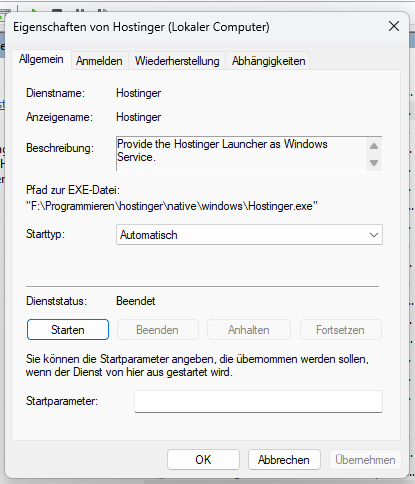 Eigenschaften von Hostinger (Lokaler Computer)
Allgemein
Anmelden
Wiederherstellung
Abhängigkeiten
Dienstname:
Hostinger
Anzeigename:
Hostinger
Beschreibung:
Provide the Hostinger Launcher as Windows
Service.
Pfad zur EXE-Datei:
"F:\Programmieren\hostinger\native\windows\Hostinger.exe"
Starttyp:
Automatisch
Dienststatus:
Beendet
Starten
Beenden
Anhalten
Fortsetzen
Sie können die Startparameter angeben, die übernommen werden sollen,
wenn der Dienst von hier aus gestartet wird.
Startparameter:
OK
Abbrechen
Übernehmen